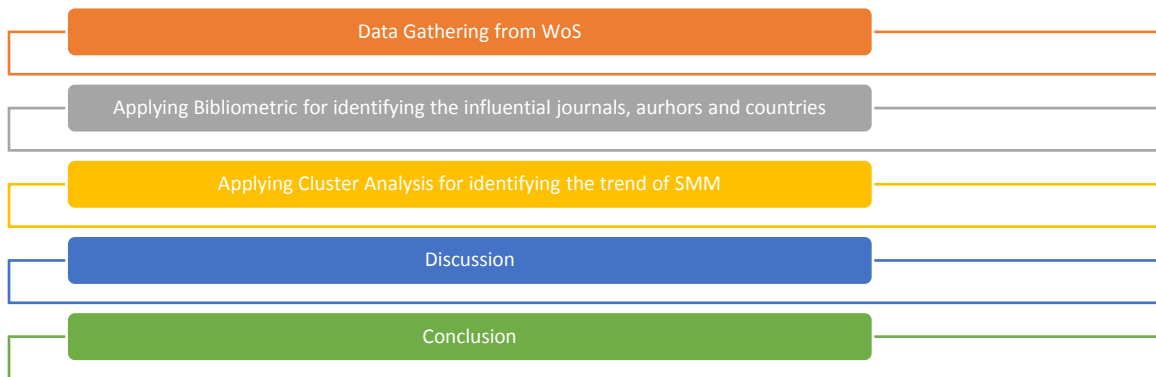 Data Gathering from WoS
Applying Bibliometric for identifying the influential journals, aurhors and countries
Applying Cluster Analysis for identifying the trend of SMM
Discussion
Conclusion